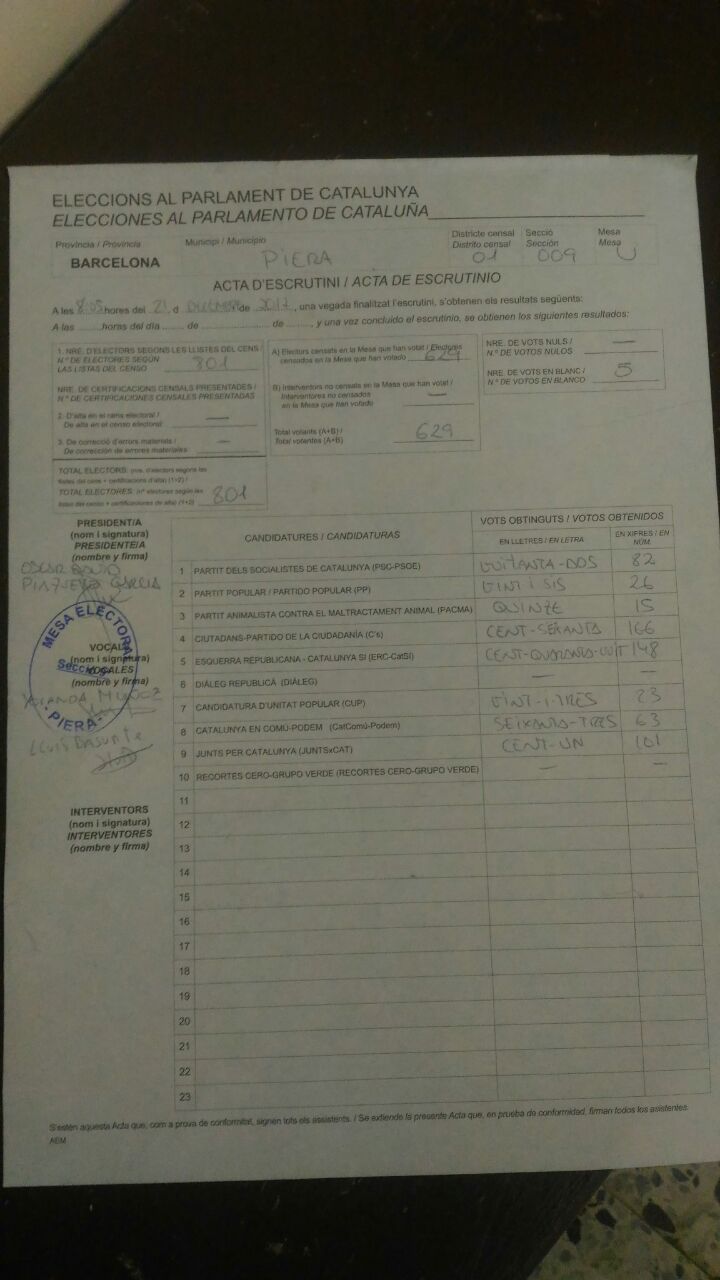 ELECCIONS AL PARLAMENT DE CATALUNYA
ELECCIONES AL PARLAMENTO DE CATALUÑA
Província / Provincia
BARCELONA
Municipi / Municipio
PIERA
Districte censal
Distrito censal
01
Secció
Sección
009
Mesa
Mesa
U
ACTA D'ESCRUTINI / ACTA DE ESCRUTINIO
A les hores del 21 d de 2017, una vegada finalitzat l'escrutini, s'obtenen els resultats següents:
A las ......horas del día ...... de .................... de ........, y una vez concluido el escrutinio, se obtienen los siguientes resultados:
1. NRE. D'ELECTORS SEGONS LES LLISTES DEL CENS /
N.º DE ELECTORES SEGÚN
LAS LISTAS DEL CENSO 801
NRE. DE CERTIFICACIONS CENSALS PRESENTADES /
N.º DE CERTIFICACIONES CENSALES PRESENTADAS
2. D'alta en el cens electoral / —
De alta en el censo electoral
3. De correcció d'errors materials / —
De corrección de errores materiales
TOTAL ELECTORS: (nre. d'electors segons les
llistes del cens + certificacions d'alta) (1+2) /
TOTAL ELECTORES: (nº electores según las
listas del censo + certificaciones de alta) (1+2) 801
A) Electors censats en la Mesa que han votat / Electores
censados en la Mesa que han votado 629
B) Interventors no censats en la Mesa que han votat /
Interventores no censados —
en la Mesa que han votado
Total votants (A+B) /
Total votantes (A+B) 629
NRE. DE VOTS NULS / —
N.º DE VOTOS NULOS
NRE. DE VOTS EN BLANC / 5
N.º DE VOTOS EN BLANCO
PRESIDENT/A
(nom i signatura)
PRESIDENTE/A
(nombre y firma)
OSCAR
GARCIA
MESA ELECTORAL
Secció 9
- PIERA -
VOCALS
(nom i signatura)
VOCALES
(nombre y firma)
YOLANDA MUÑOZ
LLUIS
INTERVENTORS
(nom i signatura)
INTERVENTORES
(nombre y firma)
CANDIDATURES / CANDIDATURAS
VOTS OBTINGUTS / VOTOS OBTENIDOS
EN LLETRES / EN LETRA
EN XIFRES / EN NÚM.
1 PARTIT DELS SOCIALISTES DE CATALUNYA (PSC-PSOE) VUITANTA-DOS 82
2 PARTIT POPULAR / PARTIDO POPULAR (PP) VINT I SIS 26
3 PARTIT ANIMALISTA CONTRA EL MALTRACTAMENT ANIMAL (PACMA) QUINZE 15
4 CIUTADANS-PARTIDO DE LA CIUDADANÍA (C's) 166
5 ESQUERRA REPUBLICANA - CATALUNYA SÍ (ERC-CatSÍ) CENT-QUARANTA-VUIT 148
6 DIÀLEG REPUBLICÀ (DIÀLEG) — —
7 CANDIDATURA D'UNITAT POPULAR (CUP) VINT-I-TRES 23
8 CATALUNYA EN COMÚ-PODEM (CatComú-Podem) SEIXANTA-TRES 63
9 JUNTS PER CATALUNYA (JUNTSxCAT) CENT-UN 101
10 RECORTES CERO-GRUPO VERDE (RECORTES CERO-GRUPO VERDE) — —
11
12
13
14
15
16
17
18
19
20
21
22
23
S'estén aquesta Acta que, com a prova de conformitat, signen tots els assistents. / Se extiende la presente Acta que, en prueba de conformidad, firman todos los asistentes.
AEM